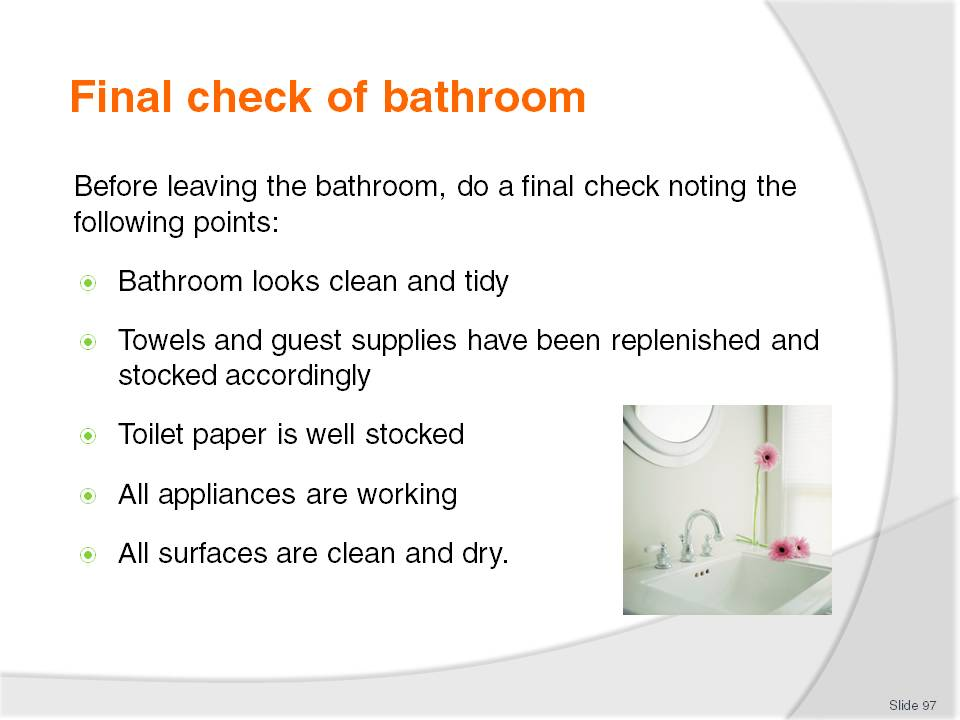 Final check of bathroom
Before leaving the bathroom, do a final check noting the
following points:
Bathroom looks clean and tidy
Towels and guest supplies have been replenished and
stocked accordingly
Toilet paper is well stocked
All appliances are working
All surfaces are clean and dry.
Slide 97